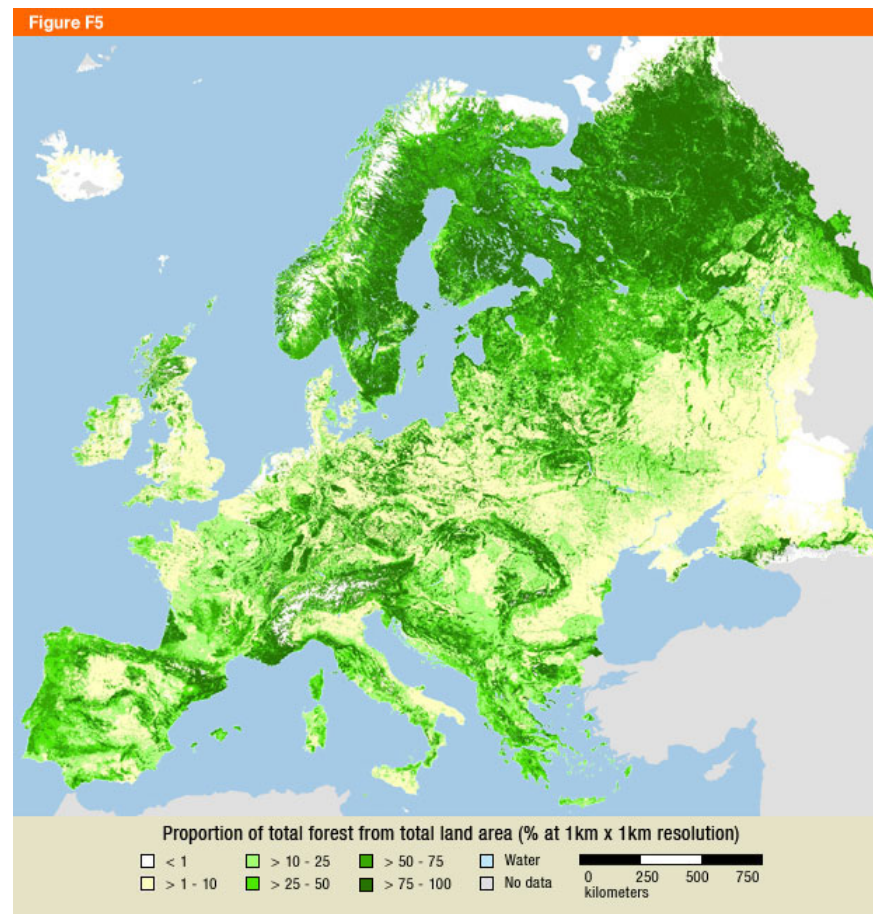 Figure F5
Proportion of total forest from total land area (% at 1km x 1km resolution)
< 1 > 10 - 25 > 50 - 75 Water
> 1 - 10 > 25 - 50 > 75 - 100 No data
0 250 500 750
kilometers